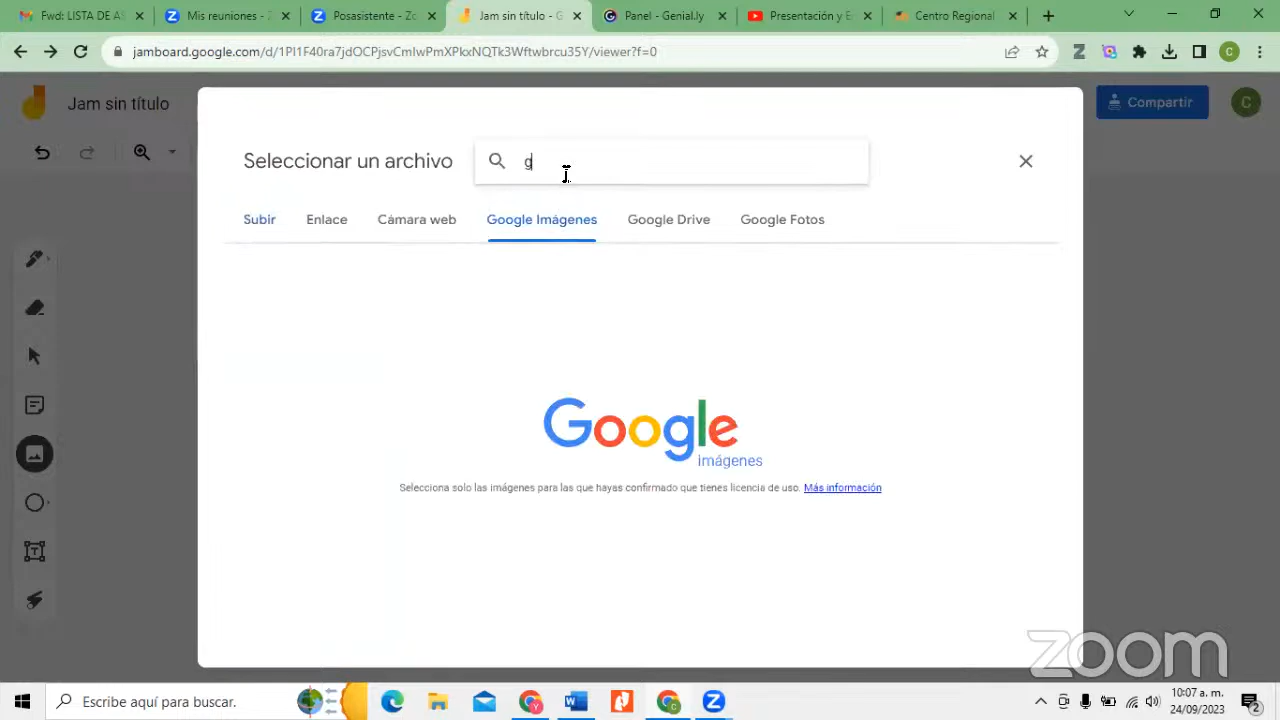 Fwd: LISTA DE AS
Mis reuniones - Z
Posasistente - Zo
Jam sin título - G
Panel - Genial.ly
Presentación y E
Centro Regional
jamboard.google.com/d/1PI1F40ra7jdOCPjsvCmIwPmXPkxNQTk3Wftwbrcu35Y/viewer?f=0
Jam sin título
Compartir
C
Seleccionar un archivo
g
Subir
Enlace
Cámara web
Google Imágenes
Google Drive
Google Fotos
Google
imágenes
Selecciona solo las imágenes para las que hayas confirmado que tienes licencia de uso. Más información
zoom
Escribe aquí para buscar.
10:07 a. m.
24/09/2023
2